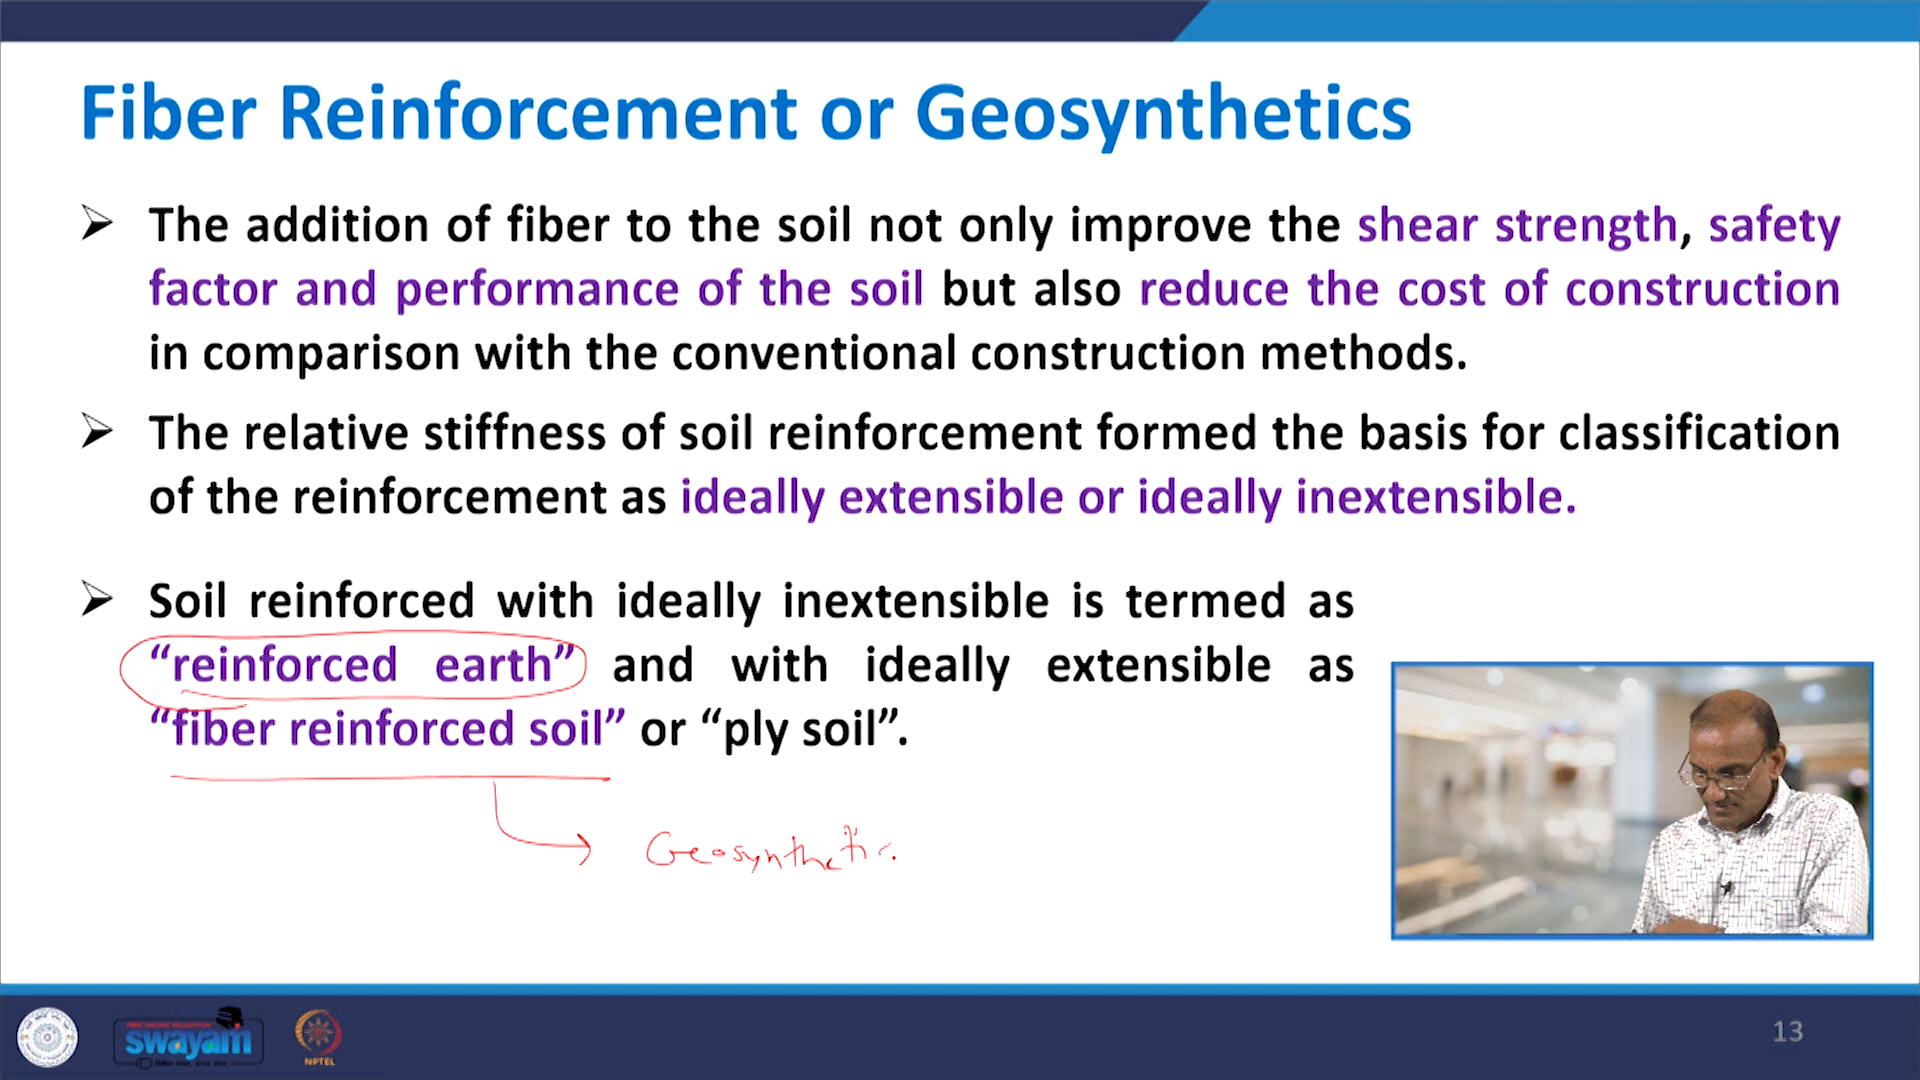 Fiber Reinforcement or Geosynthetics
➢ The addition of fiber to the soil not only improve the shear strength, safety
factor and performance of the soil but also reduce the cost of construction
in comparison with the conventional construction methods.
➢ The relative stiffness of soil reinforcement formed the basis for classification
of the reinforcement as ideally extensible or ideally inextensible.
➢ Soil reinforced with ideally inextensible is termed as
“reinforced earth” and with ideally extensible as
“fiber reinforced soil” or “ply soil”.
Geosynthetic
swayam
NPTEL
13